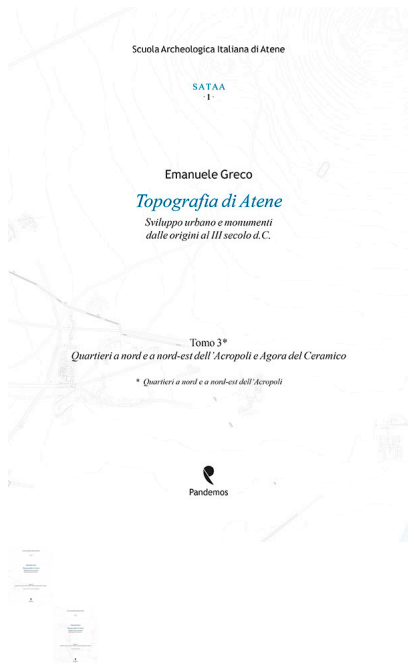 Scuola Archeologica Italiana di Atene
SATAA
· 1 ·
Emanuele Greco
Topografia di Atene
Sviluppo urbano e monumenti
dalle origini al III secolo d.C.
Tomo 3*
Quartieri a nord e a nord-est dell'Acropoli e Agora del Ceramico
* Quartieri a nord e a nord-est dell'Acropoli
Pandemos